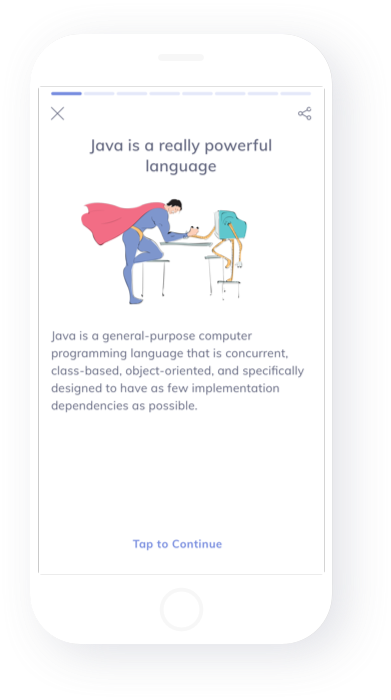 Java is a really powerful
language
Java is a general-purpose computer
programming language that is concurrent,
class-based, object-oriented, and specifically
designed to have as few implementation
dependencies as possible.
Tap to Continue